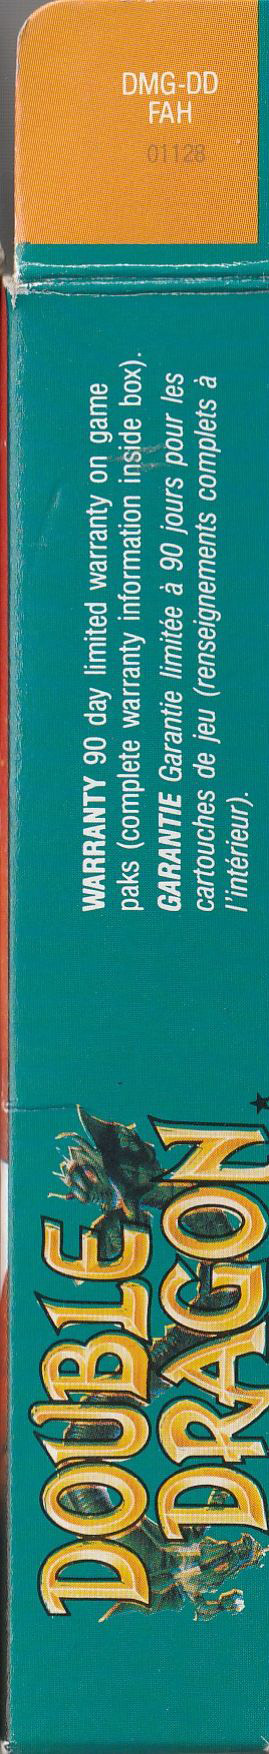 DMG-DD
FAH
01128
WARRANTY 90 day limited warranty on game
paks (complete warranty information inside box).
GARANTIE Garantie limitée à 90 jours pour les
cartouches de jeu (renseignements complets à
l'intérieur).
DOUBLE
DRAGON